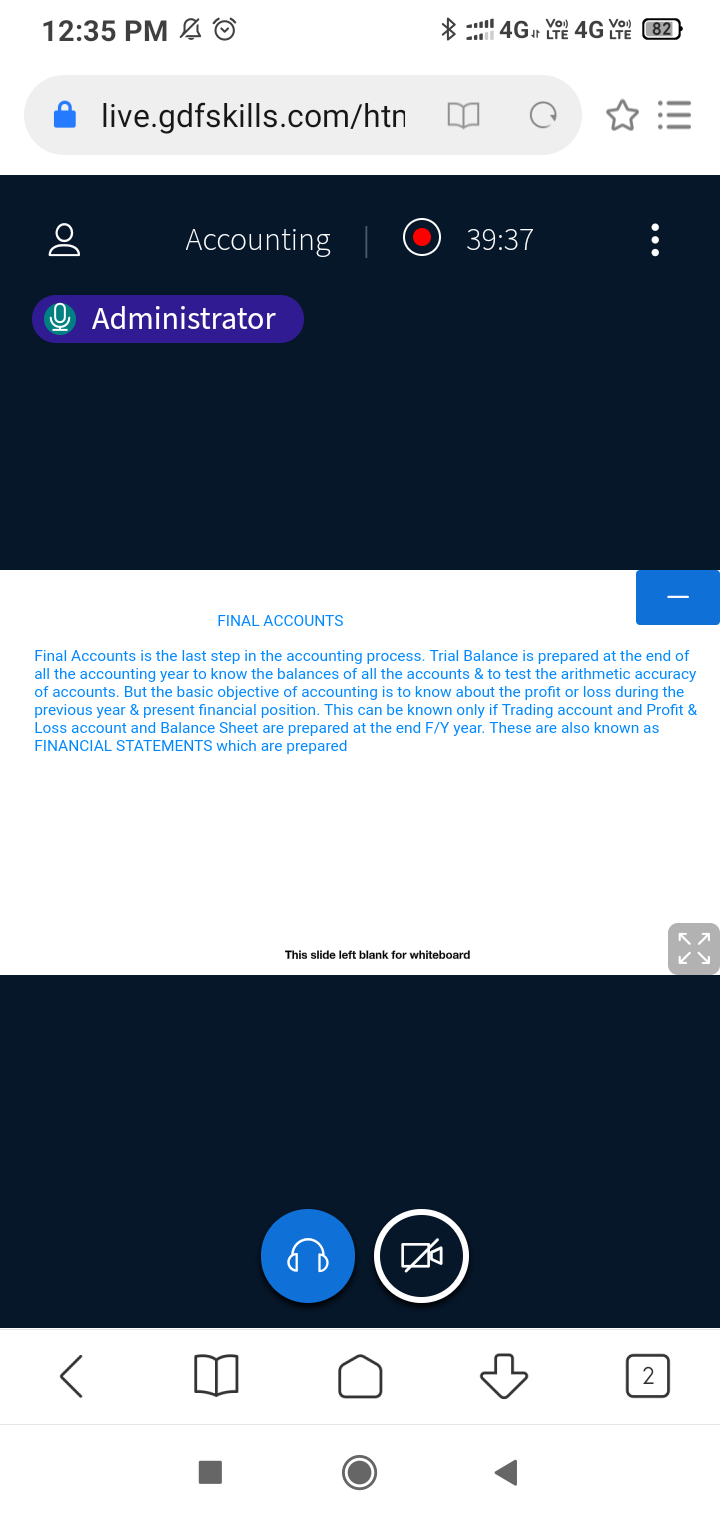 12:35 PM
4G VoLTE 4G VoLTE 82
live.gdfskills.com/htn
Accounting | 39:37
Administrator
FINAL ACCOUNTS
Final Accounts is the last step in the accounting process. Trial Balance is prepared at the end of
all the accounting year to know the balances of all the accounts & to test the arithmetic accuracy
of accounts. But the basic objective of accounting is to know about the profit or loss during the
previous year & present financial position. This can be known only if Trading account and Profit &
Loss account and Balance Sheet are prepared at the end F/Y year. These are also known as
FINANCIAL STATEMENTS which are prepared
This slide left blank for whiteboard
2